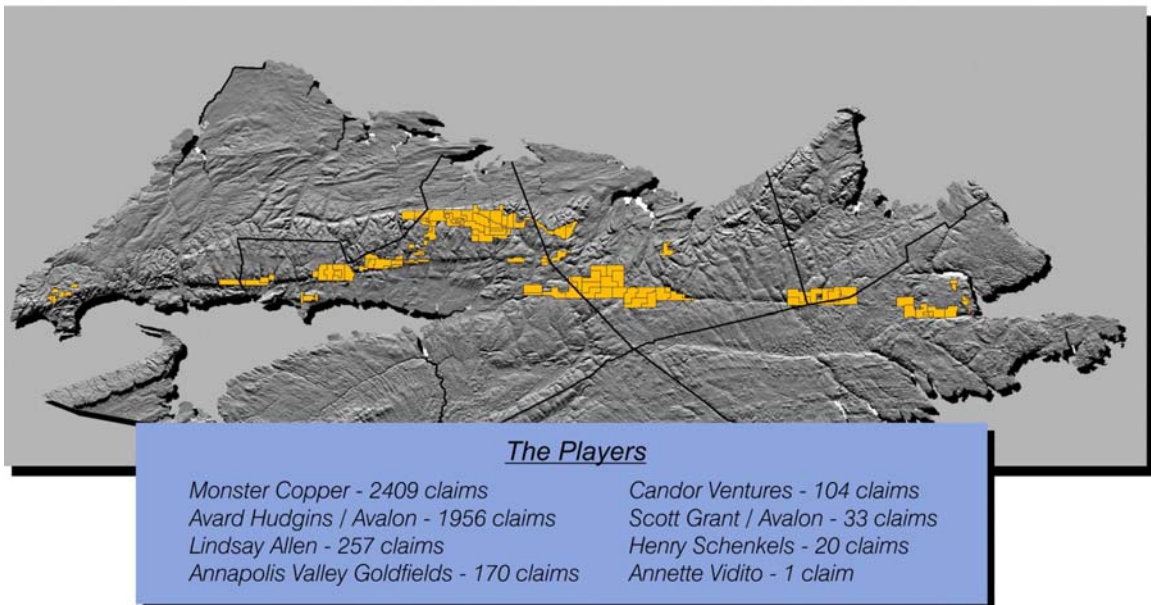 The Players
Monster Copper - 2409 claims
Avard Hudgins / Avalon - 1956 claims
Lindsay Allen - 257 claims
Annapolis Valley Goldfields - 170 claims
Candor Ventures - 104 claims
Scott Grant / Avalon - 33 claims
Henry Schenkels - 20 claims
Annette Vidito - 1 claim